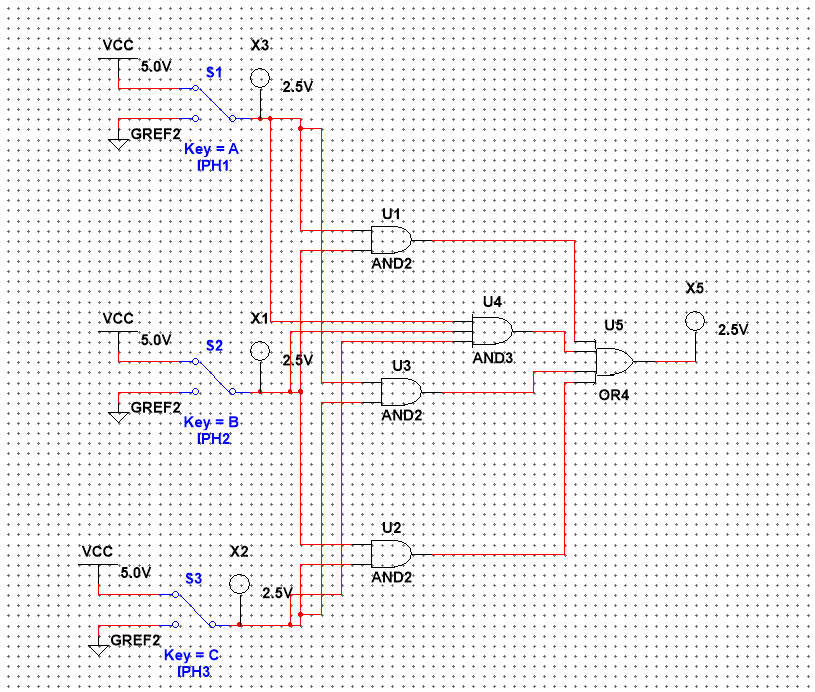 VCC
5.0V
S1
X3
2.5V
GREF2
Key = A
IPH1
U1
AND2
VCC
5.0V
S2
X1
2.5V
GREF2
Key = B
IPH2
U4
AND3
U3
AND2
X5
2.5V
U5
OR4
VCC
5.0V
S3
X2
2.5V
GREF2
Key = C
IPH3
U2
AND2